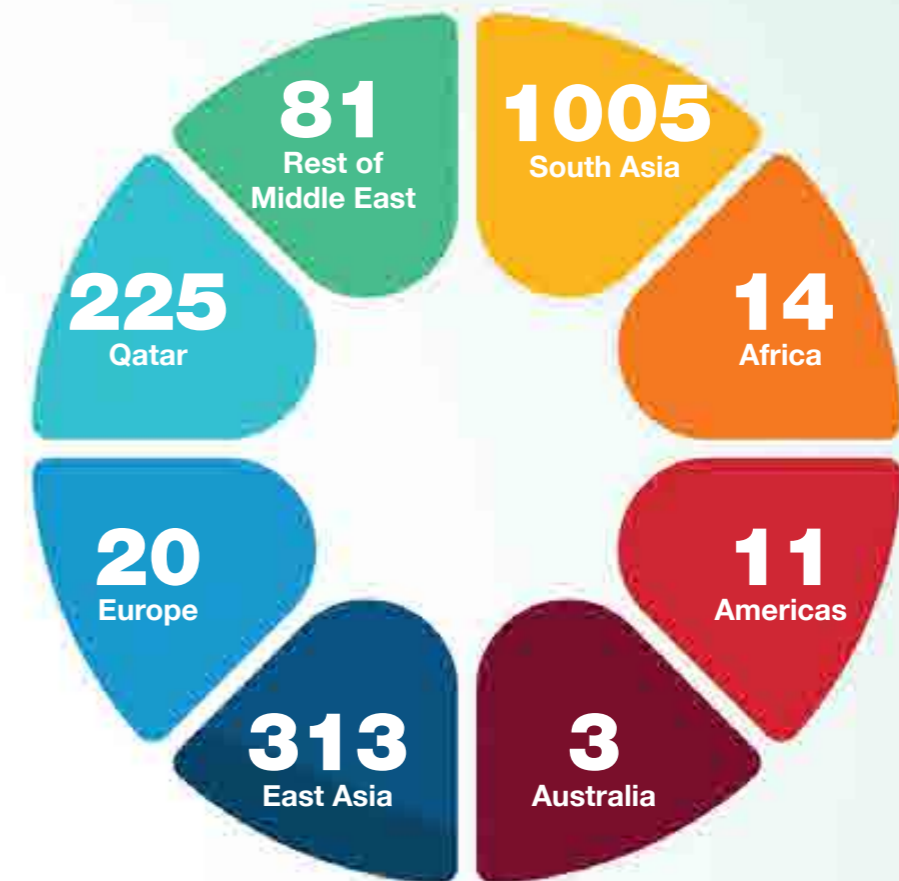 81
Rest of
Middle East
1005
South Asia
225
Qatar
14
Africa
20
Europe
11
Americas
313
East Asia
3
Australia